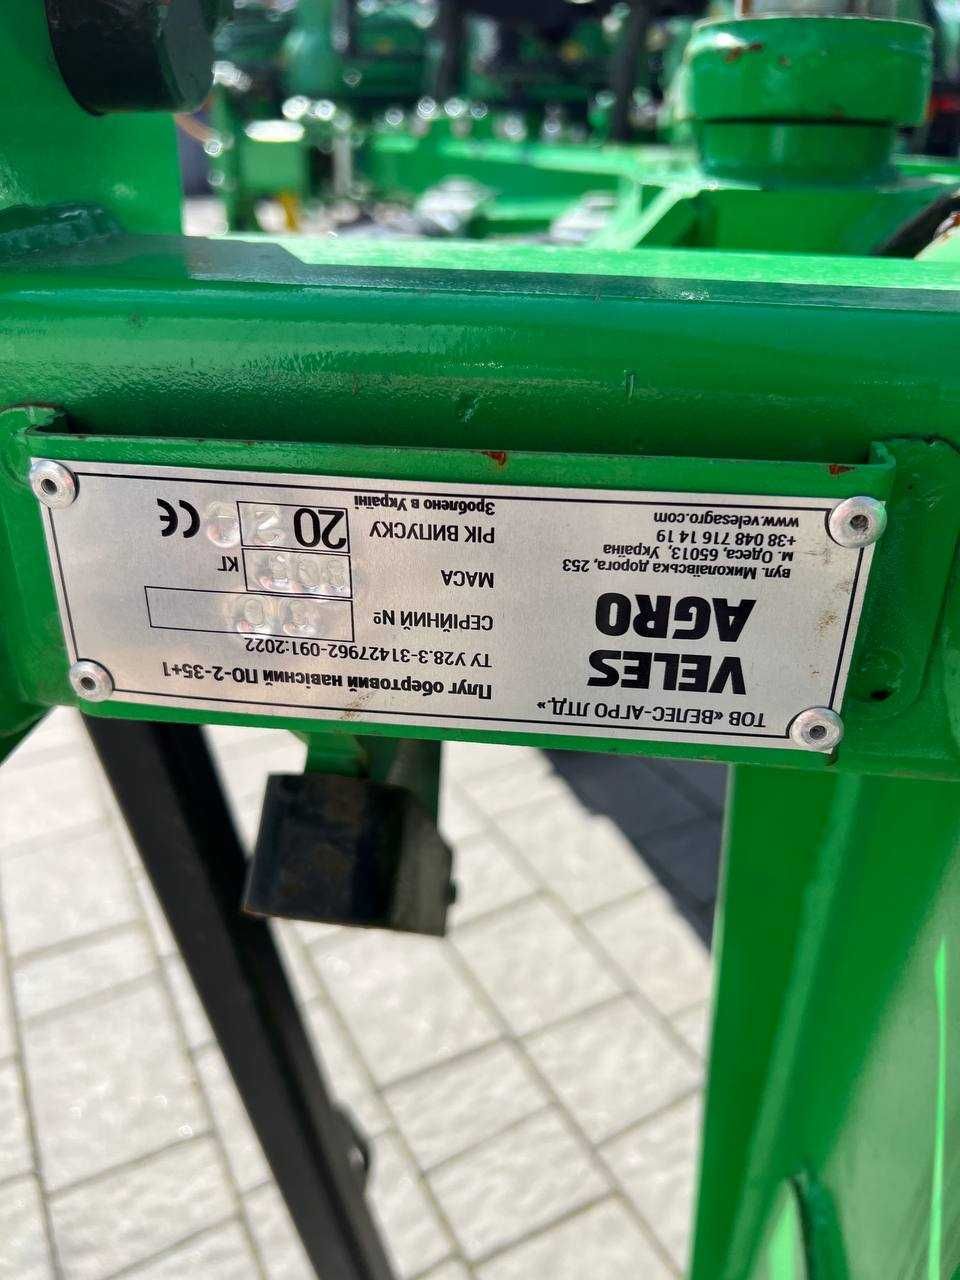 ТОВ «ВЕЛЕС-АГРО ЛТД.»
VELES
AGRO
вул. Миколаївська дорога, 253
м. Одеса, 65013, Україна
+38 048 716 14 19
www.velesagro.com
Плуг обертовий навісний ПО-2-35+1
ТУ У28.3-31427962-091:2022
СЕРІЙНИЙ №
МАСА
КГ
РІК ВИПУСКУ 20
CE
Зроблено в Україні